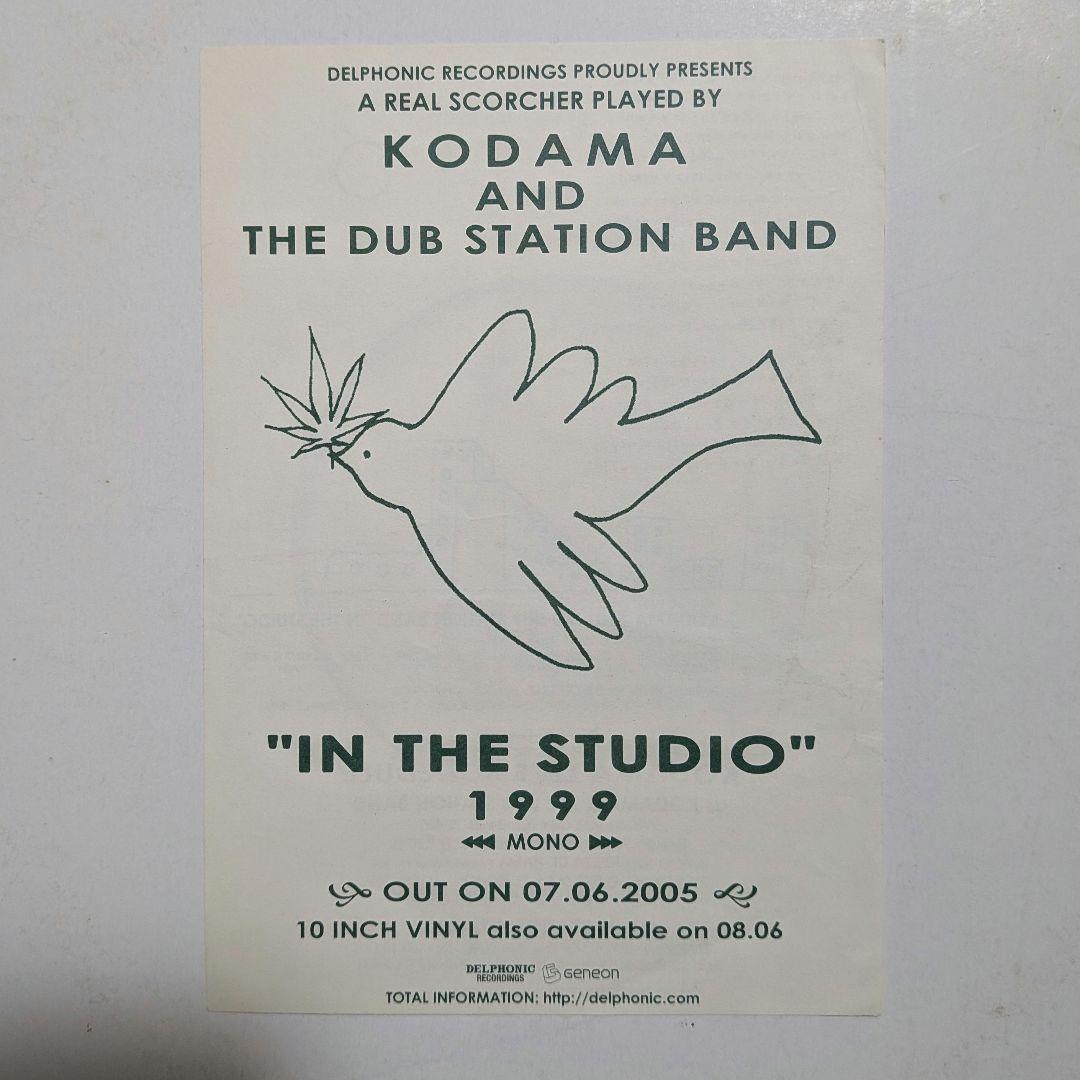 DELPHONIC RECORDINGS PROUDLY PRESENTS
A REAL SCORCHER PLAYED BY
KODAMA
AND
THE DUB STATION BAND
"IN THE STUDIO"
1999
MONO
OUT ON 07.06.2005
10 INCH VINYL also available on 08.06
DELPHONIC RECORDINGS GENEON
TOTAL INFORMATION: http://delphonic.com